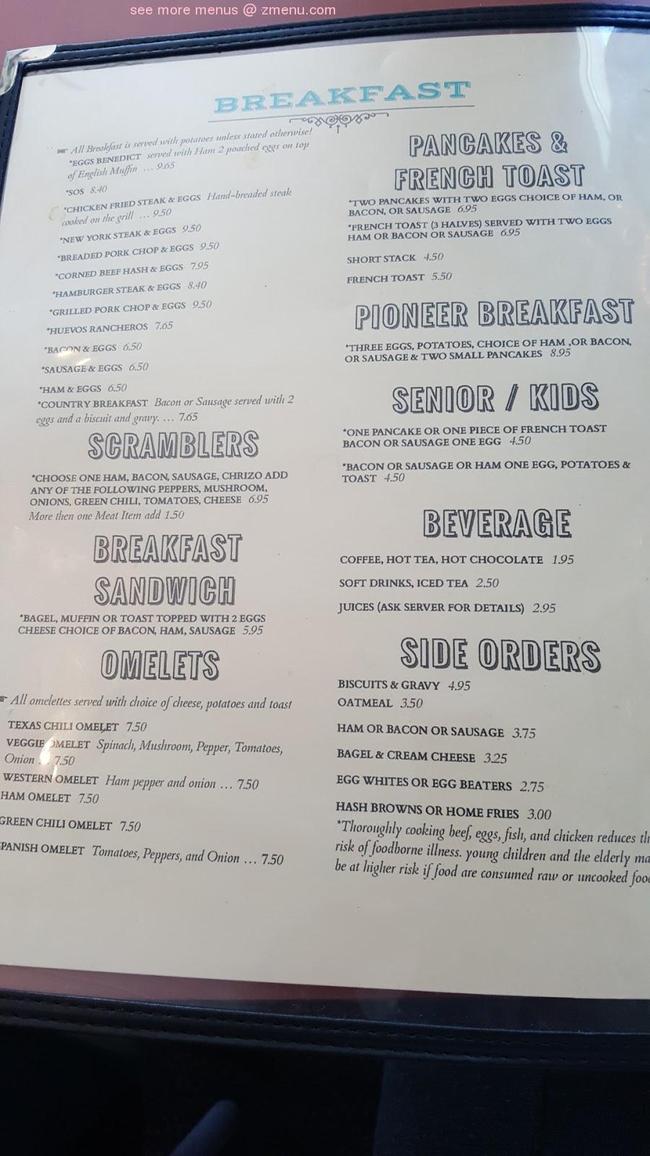 see more menus @ zmenu.com
BREAKFAST
All Breakfast is served with potatoes unless stated otherwise!
*EGGS BENEDICT served with Ham 2 poached eggs on top
of English Muffin ... 9.65
*SOS 8.40
*CHICKEN FRIED STEAK & EGGS Hand-breaded steak
cooked on the grill ... 9.50
*NEW YORK STEAK & EGGS 9.50
*BREADED PORK CHOP & EGGS 9.50
*CORNED BEEF HASH & EGGS 7.95
*HAMBURGER STEAK & EGGS 8.40
*GRILLED PORK CHOP & EGGS 9.50
*HUEVOS RANCHEROS 7.65
*BACON & EGGS 6.50
*SAUSAGE & EGGS 6.50
*HAM & EGGS 6.50
*COUNTRY BREAKFAST Bacon or Sausage served with 2
eggs and a biscuit and gravy. ... 7.65
SCRAMBLERS
*CHOOSE ONE HAM, BACON, SAUSAGE, CHRIZO ADD
ANY OF THE FOLLOWING PEPPERS, MUSHROOM,
ONIONS, GREEN CHILI, TOMATOES, CHEESE 6.95
More then one Meat Item add 1.50
BREAKFAST
SANDWICH
*BAGEL, MUFFIN OR TOAST TOPPED WITH 2 EGGS
CHEESE CHOICE OF BACON, HAM, SAUSAGE 5.95
OMELETS
All omelettes served with choice of cheese, potatoes and toast
TEXAS CHILI OMELET 7.50
VEGGIE OMELET Spinach, Mushroom, Pepper, Tomatoes,
Onion ... 7.50
WESTERN OMELET Ham pepper and onion ... 7.50
HAM OMELET 7.50
GREEN CHILI OMELET 7.50
PANISH OMELET Tomatoes, Peppers, and Onion ... 7.50
PANCAKES &
FRENCH TOAST
*TWO PANCAKES WITH TWO EGGS CHOICE OF HAM, OR
BACON, OR SAUSAGE 6.95
*FRENCH TOAST (3 HALVES) SERVED WITH TWO EGGS
HAM OR BACON OR SAUSAGE 6.95
SHORT STACK 4.50
FRENCH TOAST 5.50
PIONEER BREAKFAST
*THREE EGGS, POTATOES, CHOICE OF HAM ,OR BACON,
OR SAUSAGE & TWO SMALL PANCAKES 8.95
SENIOR / KIDS
*ONE PANCAKE OR ONE PIECE OF FRENCH TOAST
BACON OR SAUSAGE ONE EGG 4.50
*BACON OR SAUSAGE OR HAM ONE EGG, POTATOES &
TOAST 4.50
BEVERAGE
COFFEE, HOT TEA, HOT CHOCOLATE 1.95
SOFT DRINKS, ICED TEA 2.50
JUICES (ASK SERVER FOR DETAILS) 2.95
SIDE ORDERS
BISCUITS & GRAVY 4.95
OATMEAL 3.50
HAM OR BACON OR SAUSAGE 3.75
BAGEL & CREAM CHEESE 3.25
EGG WHITES OR EGG BEATERS 2.75
HASH BROWNS OR HOME FRIES 3.00
*Thoroughly cooking beef, eggs, fish, and chicken reduces th
risk of foodborne illness. young children and the elderly ma
be at higher risk if food are consumed raw or uncooked foo